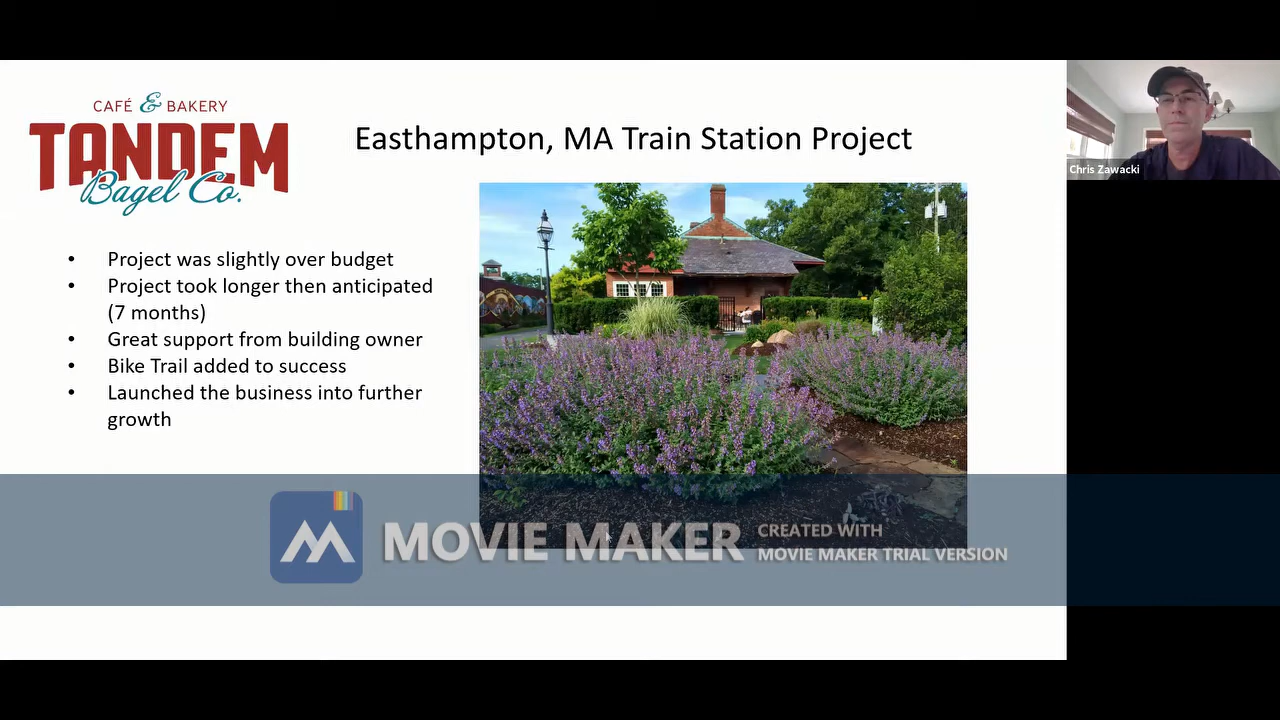 CAFÉ & BAKERY
TANDEM
Bagel Co.
Easthampton, MA Train Station Project
• Project was slightly over budget
• Project took longer then anticipated
(7 months)
• Great support from building owner
• Bike Trail added to success
• Launched the business into further
growth
Chris Zawacki
MOVIE MAKER
CREATED WITH
MOVIE MAKER TRIAL VERSION